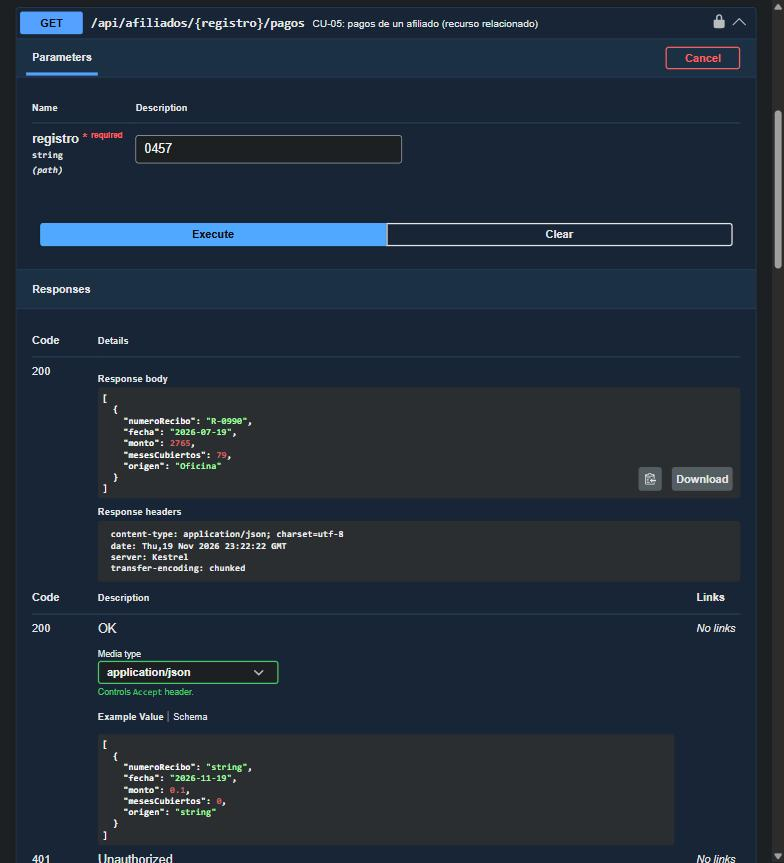 GET /api/afiliados/{registro}/pagos CU-05: pagos de un afiliado (recurso relacionado)
Parameters
Cancel
Name Description
registro * required
string
(path)
0457
Execute Clear
Responses
Code Details
200
Response body
[
  {
    "numeroRecibo": "R-0990",
    "fecha": "2026-07-19",
    "monto": 2765,
    "mesesCubiertos": 79,
    "origen": "Oficina"
  }
]
Download
Response headers
content-type: application/json; charset=utf-8
date: Thu,19 Nov 2026 23:22:22 GMT
server: Kestrel
transfer-encoding: chunked
Code Description Links
200 OK No links
Media type
application/json
Controls Accept header.
Example Value | Schema
[
  {
    "numeroRecibo": "string",
    "fecha": "2026-11-19",
    "monto": 0.1,
    "mesesCubiertos": 0,
    "origen": "string"
  }
]
401 Unauthorized No links